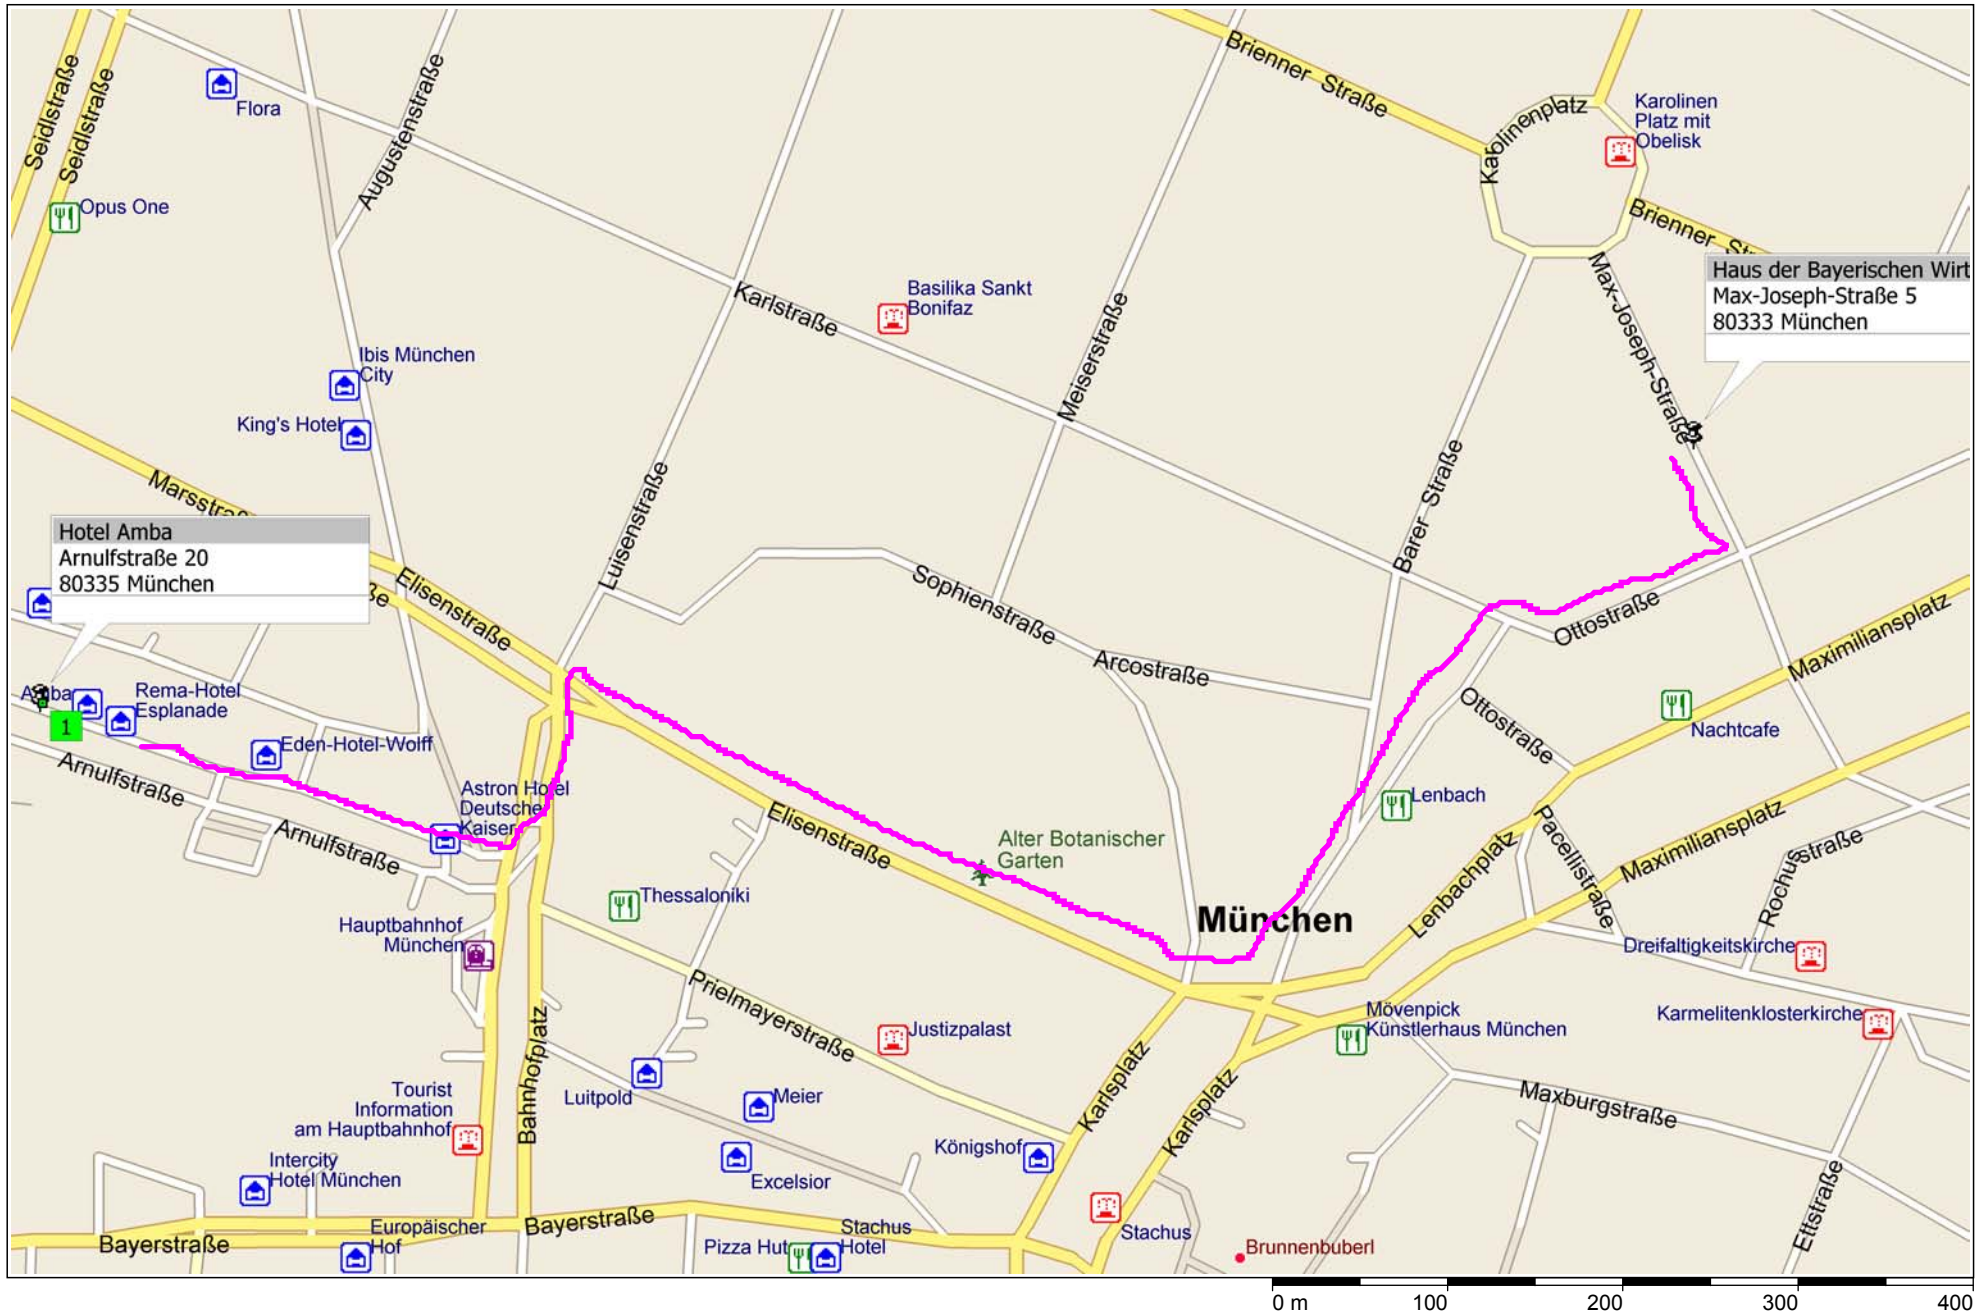 Seidlstraße
Seidlstraße
Flora
Augustenstraße
Opus One
Brienner Straße
Karolinenplatz
Karolinen
Platz mit
Obelisk
Brienner Str
Max-Joseph-Straße
Haus der Bayerischen Wirt
Max-Joseph-Straße 5
80333 München
Karlstraße
Basilika Sankt
Bonifaz
Meiserstraße
Ibis München
City
King's Hotel
Marsstraße
Hotel Amba
Arnulfstraße 20
80335 München
Luisenstraße
Elisenstraße
ße
Sophienstraße
Arcostraße
Barer Straße
Ottostraße
Maximiliansplatz
Amba
1
Rema-Hotel
Esplanade
Eden-Hotel-Wolff
Arnulfstraße
Arnulfstraße
Astron Hotel
Deutscher
Kaiser
Elisenstraße
Alter Botanischer
Garten
Ottostraße
Nachtcafe
Lenbach
Lenbachplatz
Pacellistraße
Maximiliansplatz
Rochusstraße
Thessaloniki
Hauptbahnhof
München
München
Dreifaltigkeitskirche
Prielmayerstraße
Justizpalast
Mövenpick
Künstlerhaus München
Karmelitenklosterkirche
Bahnhofplatz
Luitpold
Meier
Karlsplatz
Karlsplatz
Maxburgstraße
Tourist
Information
am Hauptbahnhof
Intercity
Hotel München
Excelsior
Königshof
Ettstraße
Bayerstraße
Europäischer
Hof
Bayerstraße
Pizza Hut
Stachus
Hotel
Stachus
Brunnenbuberl
0 m 100 200 300 400